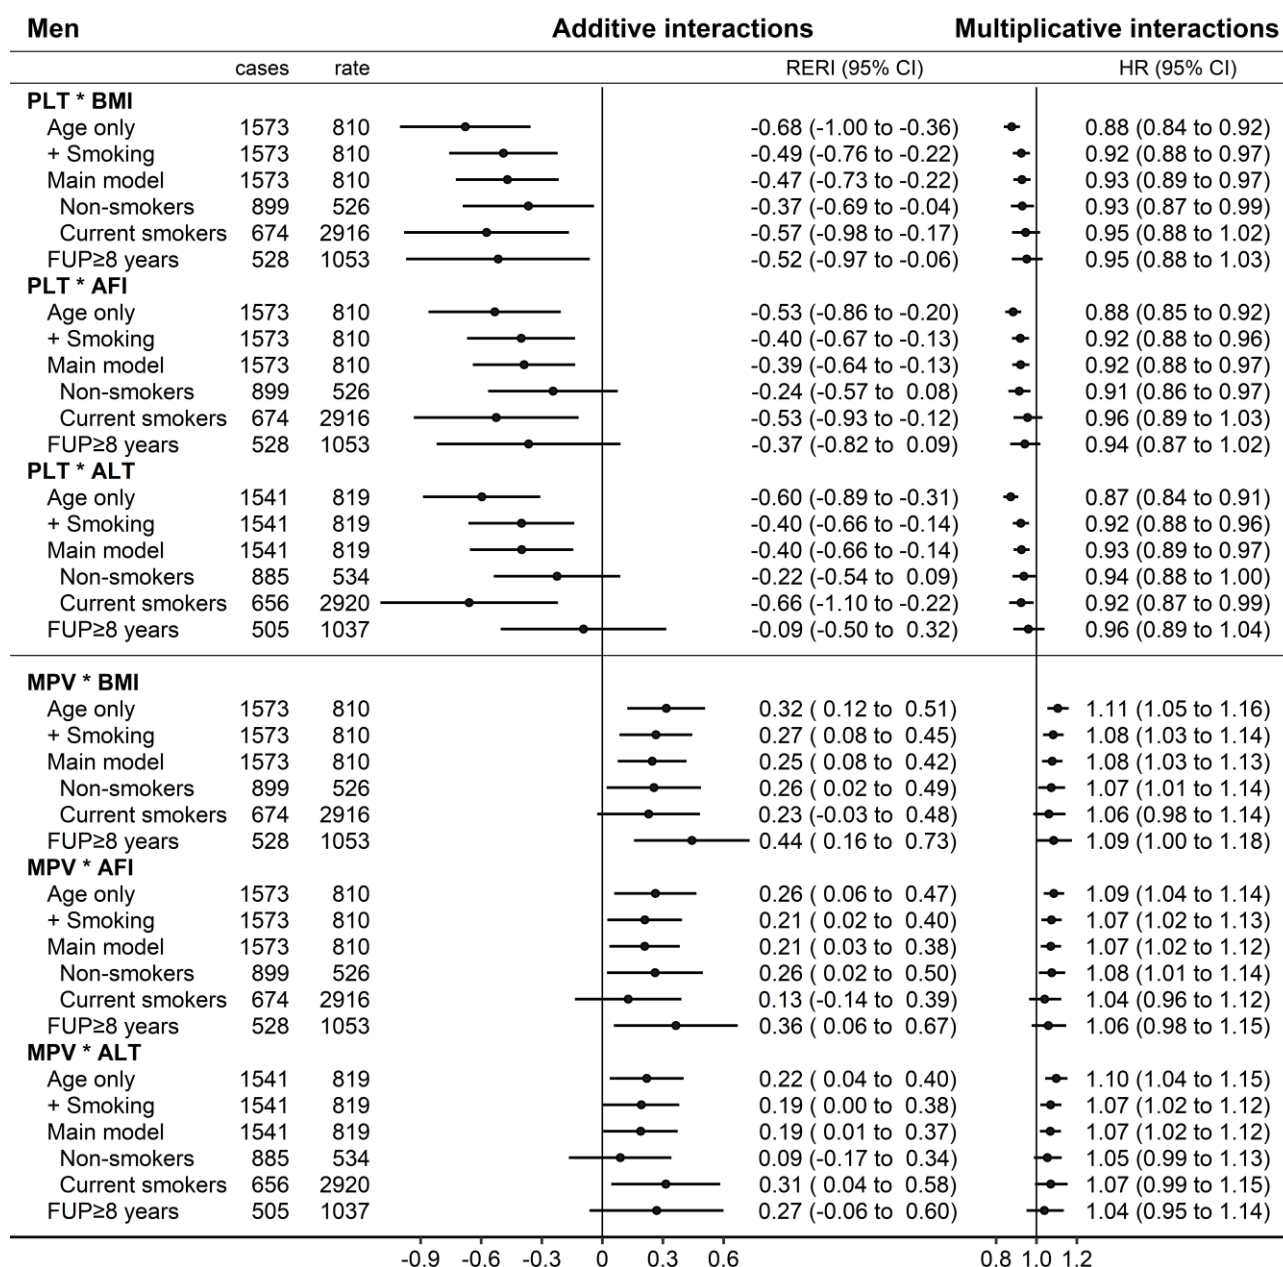 Men Additive interactions Multiplicative interactions
cases rate RERI (95% CI) HR (95% CI)
PLT * BMI
Age only 1573 810 -0.68 (-1.00 to -0.36) 0.88 (0.84 to 0.92)
+ Smoking 1573 810 -0.49 (-0.76 to -0.22) 0.92 (0.88 to 0.97)
Main model 1573 810 -0.47 (-0.73 to -0.22) 0.93 (0.89 to 0.97)
Non-smokers 899 526 -0.37 (-0.69 to -0.04) 0.93 (0.87 to 0.99)
Current smokers 674 2916 -0.57 (-0.98 to -0.17) 0.95 (0.88 to 1.02)
FUP≥8 years 528 1053 -0.52 (-0.97 to -0.06) 0.95 (0.88 to 1.03)
PLT * AFI
Age only 1573 810 -0.53 (-0.86 to -0.20) 0.88 (0.85 to 0.92)
+ Smoking 1573 810 -0.40 (-0.67 to -0.13) 0.92 (0.88 to 0.96)
Main model 1573 810 -0.39 (-0.64 to -0.13) 0.92 (0.88 to 0.97)
Non-smokers 899 526 -0.24 (-0.57 to 0.08) 0.91 (0.86 to 0.97)
Current smokers 674 2916 -0.53 (-0.93 to -0.12) 0.96 (0.89 to 1.03)
FUP≥8 years 528 1053 -0.37 (-0.82 to 0.09) 0.94 (0.87 to 1.02)
PLT * ALT
Age only 1541 819 -0.60 (-0.89 to -0.31) 0.87 (0.84 to 0.91)
+ Smoking 1541 819 -0.40 (-0.66 to -0.14) 0.92 (0.88 to 0.96)
Main model 1541 819 -0.40 (-0.66 to -0.14) 0.93 (0.89 to 0.97)
Non-smokers 885 534 -0.22 (-0.54 to 0.09) 0.94 (0.88 to 1.00)
Current smokers 656 2920 -0.66 (-1.10 to -0.22) 0.92 (0.87 to 0.99)
FUP≥8 years 505 1037 -0.09 (-0.50 to 0.32) 0.96 (0.89 to 1.04)
MPV * BMI
Age only 1573 810 0.32 ( 0.12 to 0.51) 1.11 (1.05 to 1.16)
+ Smoking 1573 810 0.27 ( 0.08 to 0.45) 1.08 (1.03 to 1.14)
Main model 1573 810 0.25 ( 0.08 to 0.42) 1.08 (1.03 to 1.13)
Non-smokers 899 526 0.26 ( 0.02 to 0.49) 1.07 (1.01 to 1.14)
Current smokers 674 2916 0.23 (-0.03 to 0.48) 1.06 (0.98 to 1.14)
FUP≥8 years 528 1053 0.44 ( 0.16 to 0.73) 1.09 (1.00 to 1.18)
MPV * AFI
Age only 1573 810 0.26 ( 0.06 to 0.47) 1.09 (1.04 to 1.14)
+ Smoking 1573 810 0.21 ( 0.02 to 0.40) 1.07 (1.02 to 1.13)
Main model 1573 810 0.21 ( 0.03 to 0.38) 1.07 (1.02 to 1.12)
Non-smokers 899 526 0.26 ( 0.02 to 0.50) 1.08 (1.01 to 1.14)
Current smokers 674 2916 0.13 (-0.14 to 0.39) 1.04 (0.96 to 1.12)
FUP≥8 years 528 1053 0.36 ( 0.06 to 0.67) 1.06 (0.98 to 1.15)
MPV * ALT
Age only 1541 819 0.22 ( 0.04 to 0.40) 1.10 (1.04 to 1.15)
+ Smoking 1541 819 0.19 ( 0.00 to 0.38) 1.07 (1.02 to 1.12)
Main model 1541 819 0.19 ( 0.01 to 0.37) 1.07 (1.02 to 1.12)
Non-smokers 885 534 0.09 (-0.17 to 0.34) 1.05 (0.99 to 1.13)
Current smokers 656 2920 0.31 ( 0.04 to 0.58) 1.07 (0.99 to 1.15)
FUP≥8 years 505 1037 0.27 (-0.06 to 0.60) 1.04 (0.95 to 1.14)
-0.9 -0.6 -0.3 0 0.3 0.6 0.8 1.0 1.2